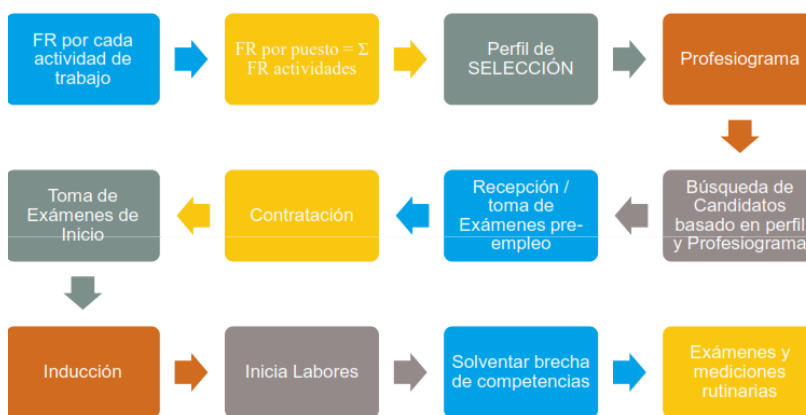 FR por cada
actividad de
trabajo
FR por puesto = Σ
FR actividades
Perfil de
SELECCIÓN
Profesiograma
Búsqueda de
Candidatos
basado en perfil
y Profesiograma
Recepción /
toma de
Exámenes pre-
empleo
Contratación
Toma de
Exámenes de
Inicio
Inducción
Inicia Labores
Solventar brecha
de competencias
Exámenes y
mediciones
rutinarias